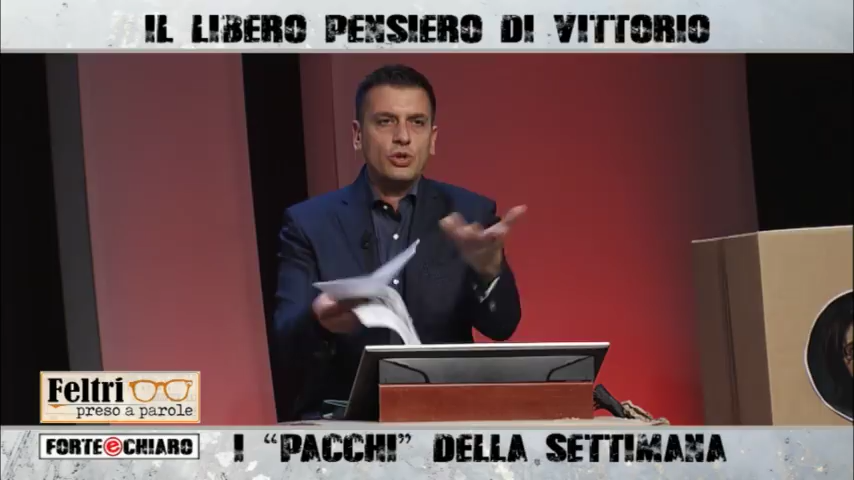 IL LIBERO PENSIERO DI VITTORIO
Feltri
preso a parole
FORTE e CHIARO
I “PACCHI” DELLA SETTIMANA